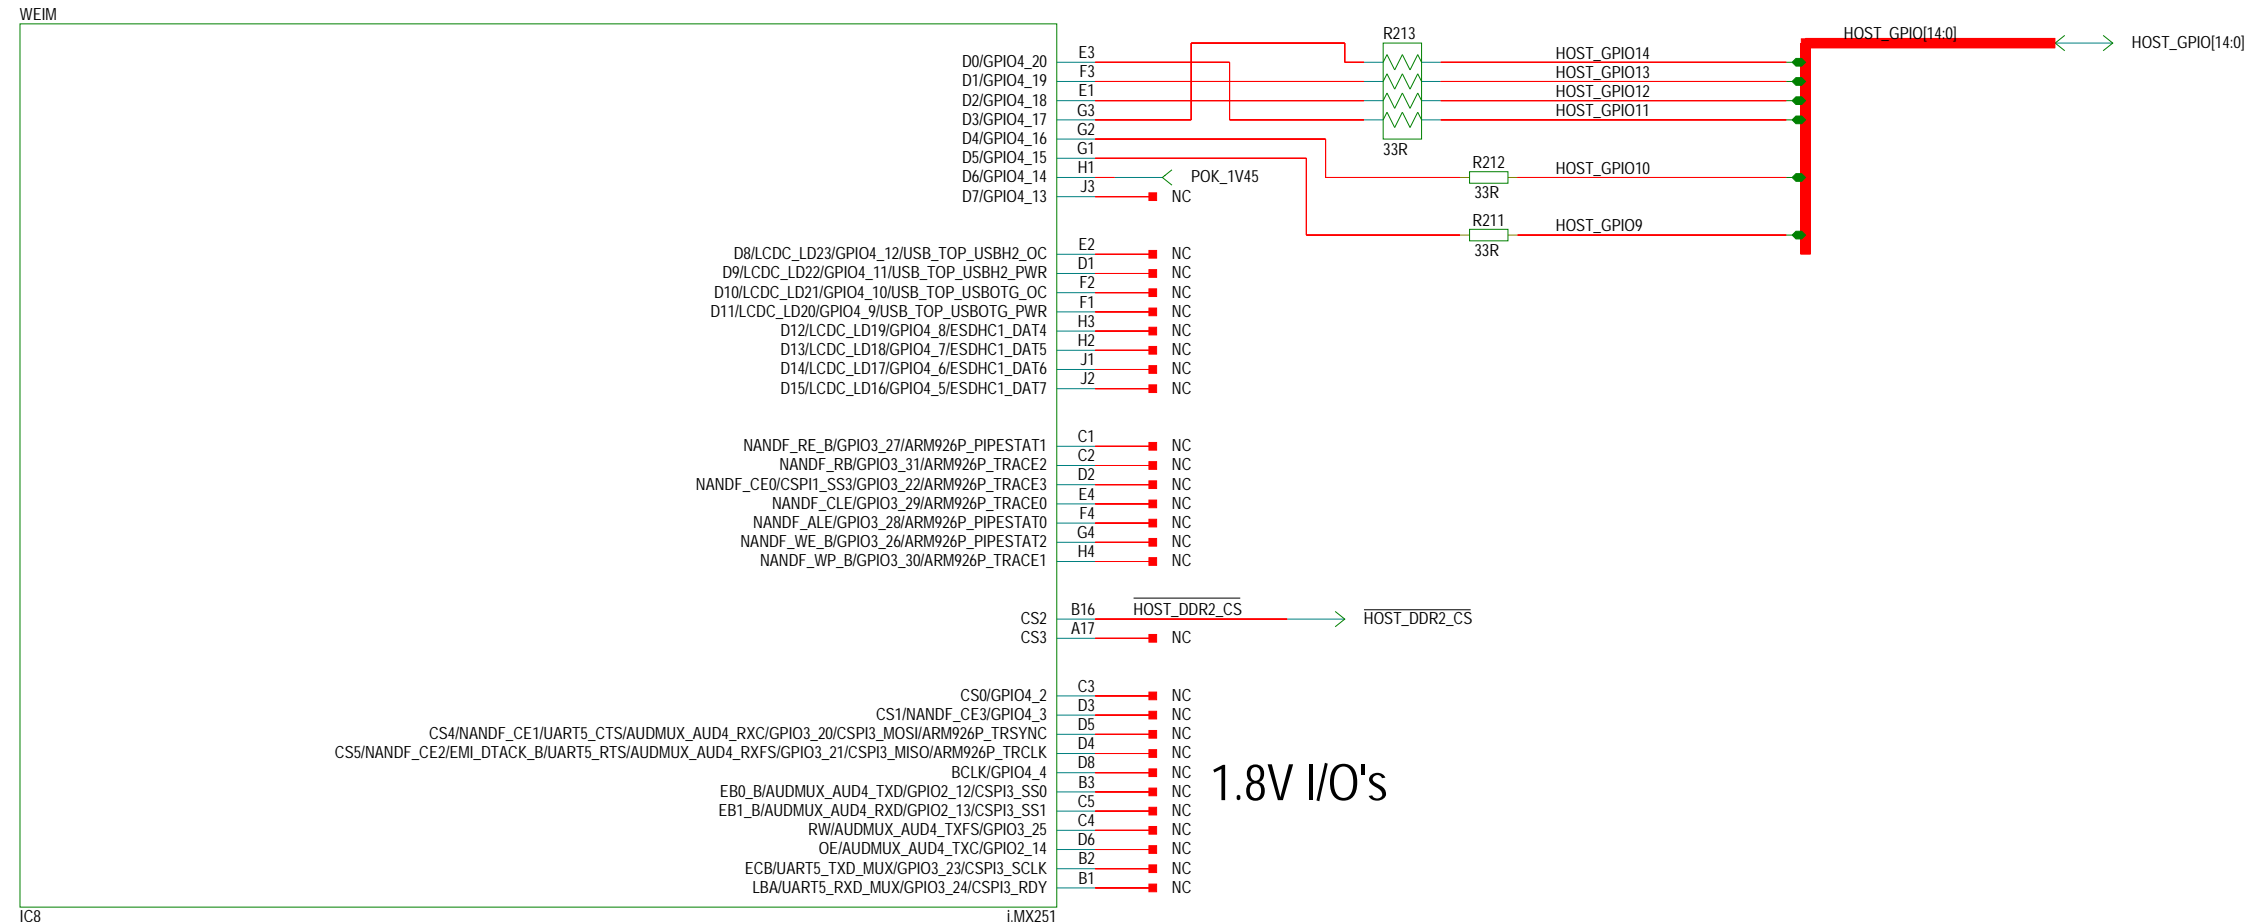 WEIM
R213
HOST_GPIO[14:0]
HOST_GPIO[14:0]
D0/GPIO4_20 E3 HOST_GPIO14
D1/GPIO4_19 F3 HOST_GPIO13
D2/GPIO4_18 E1 HOST_GPIO12
D3/GPIO4_17 G3 HOST_GPIO11
D4/GPIO4_16 G2
33R
D5/GPIO4_15 G1
R212
D6/GPIO4_14 H1 POK_1V45 HOST_GPIO10
33R
D7/GPIO4_13 J3 NC
R211
HOST_GPIO9
33R
D8/LCDC_LD23/GPIO4_12/USB_TOP_USBH2_OC E2 NC
D9/LCDC_LD22/GPIO4_11/USB_TOP_USBH2_PWR D1 NC
D10/LCDC_LD21/GPIO4_10/USB_TOP_USBOTG_OC F2 NC
D11/LCDC_LD20/GPIO4_9/USB_TOP_USBOTG_PWR F1 NC
D12/LCDC_LD19/GPIO4_8/ESDHC1_DAT4 H3 NC
D13/LCDC_LD18/GPIO4_7/ESDHC1_DAT5 H2 NC
D14/LCDC_LD17/GPIO4_6/ESDHC1_DAT6 J1 NC
D15/LCDC_LD16/GPIO4_5/ESDHC1_DAT7 J2 NC
NANDF_RE_B/GPIO3_27/ARM926P_PIPESTAT1 C1 NC
NANDF_RB/GPIO3_31/ARM926P_TRACE2 C2 NC
NANDF_CE0/CSPI1_SS3/GPIO3_22/ARM926P_TRACE3 D2 NC
NANDF_CLE/GPIO3_29/ARM926P_TRACE0 E4 NC
NANDF_ALE/GPIO3_28/ARM926P_PIPESTAT0 F4 NC
NANDF_WE_B/GPIO3_26/ARM926P_PIPESTAT2 G4 NC
NANDF_WP_B/GPIO3_30/ARM926P_TRACE1 H4 NC
CS2 B16 HOST_DDR2_CS HOST_DDR2_CS
CS3 A17 NC
CS0/GPIO4_2 C3 NC
CS1/NANDF_CE3/GPIO4_3 D3 NC
CS4/NANDF_CE1/UART5_CTS/AUDMUX_AUD4_RXC/GPIO3_20/CSPI3_MOSI/ARM926P_TRSYNC D5 NC
CS5/NANDF_CE2/EMI_DTACK_B/UART5_RTS/AUDMUX_AUD4_RXFS/GPIO3_21/CSPI3_MISO/ARM926P_TRCLK D4 NC
BCLK/GPIO4_4 D8 NC
1.8V I/O's
EB0_B/AUDMUX_AUD4_TXD/GPIO2_12/CSPI3_SS0 B3 NC
EB1_B/AUDMUX_AUD4_RXD/GPIO2_13/CSPI3_SS1 C5 NC
RW/AUDMUX_AUD4_TXFS/GPIO3_25 C4 NC
OE/AUDMUX_AUD4_TXC/GPIO2_14 D6 NC
ECB/UART5_TXD_MUX/GPIO3_23/CSPI3_SCLK B2 NC
LBA/UART5_RXD_MUX/GPIO3_24/CSPI3_RDY B1 NC
IC8 i.MX251